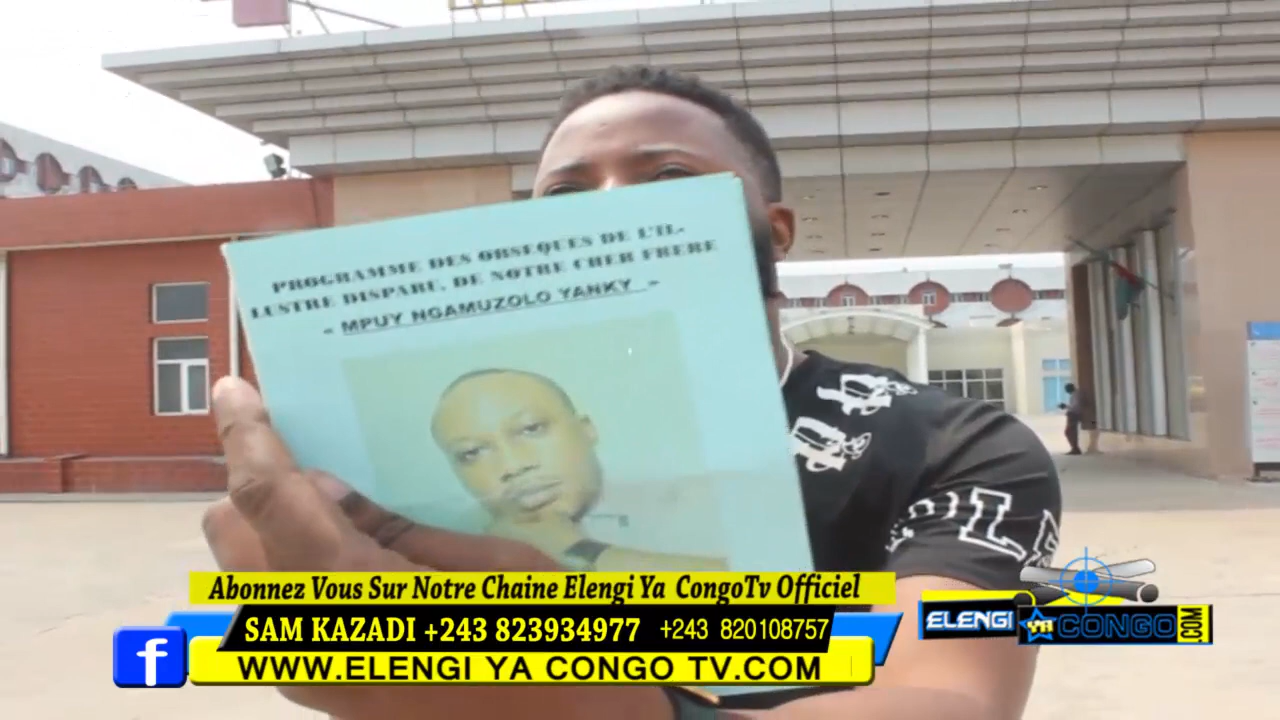 PROGRAMME DES OBSEQUES DE L'IL-
LUSTRE DISPARU, DE NOTRE CHER FRERE
« MPUY NGAMUZOLO YANKY »
Abonnez Vous Sur Notre Chaine Elengi Ya CongoTv Officiel
SAM KAZADI +243 823934977 +243 820108757
WWW.ELENGI YA CONGO TV.COM
f
ELENGI YA CONGO .COM